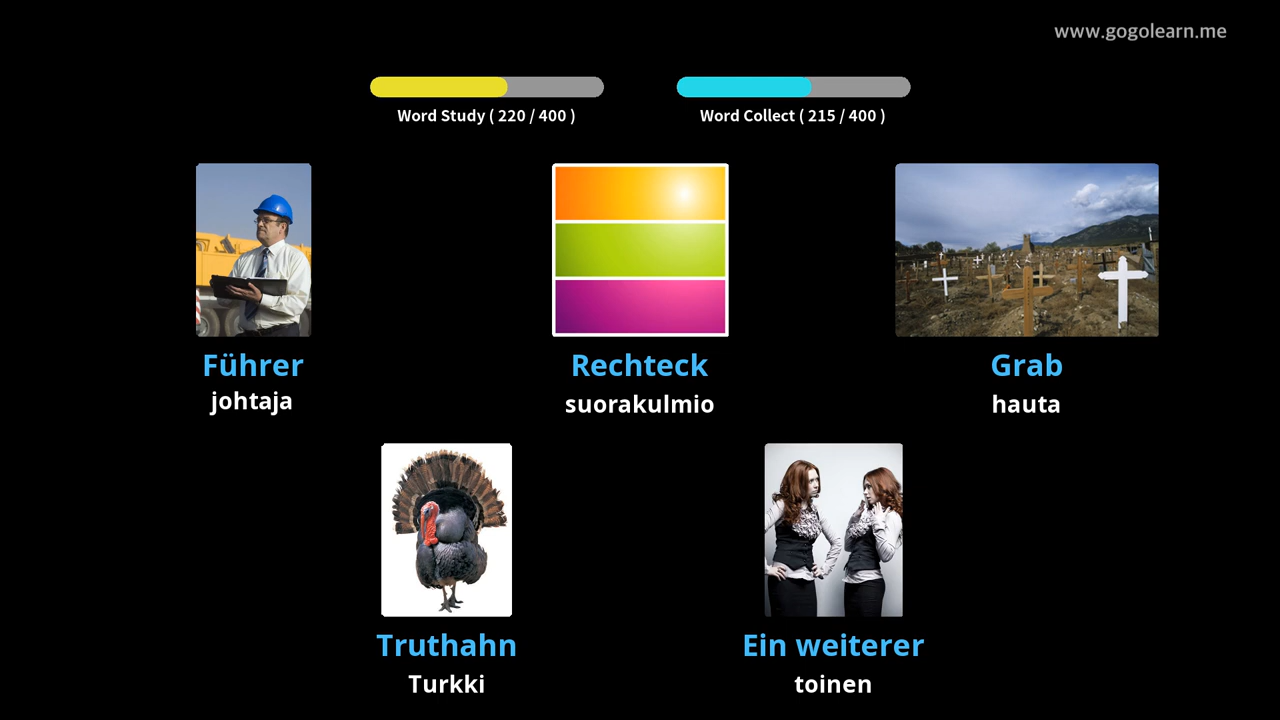 www.gogolearn.me
Word Study ( 220 / 400 )
Word Collect ( 215 / 400 )
Führer
johtaja
Rechteck
suorakulmio
Grab
hauta
Truthahn
Turkki
Ein weiterer
toinen